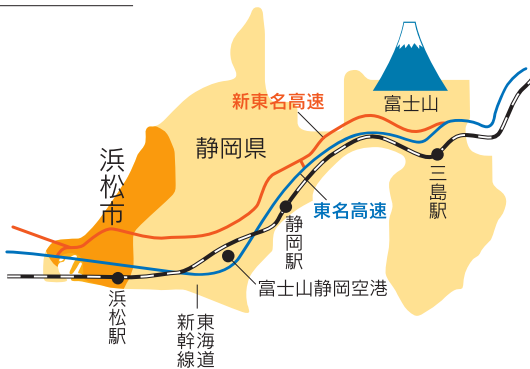 富士山
新東名高速
静岡県
浜松市
三島駅
東名高速
静岡駅
富士山静岡空港
浜松駅
東海道
新幹線